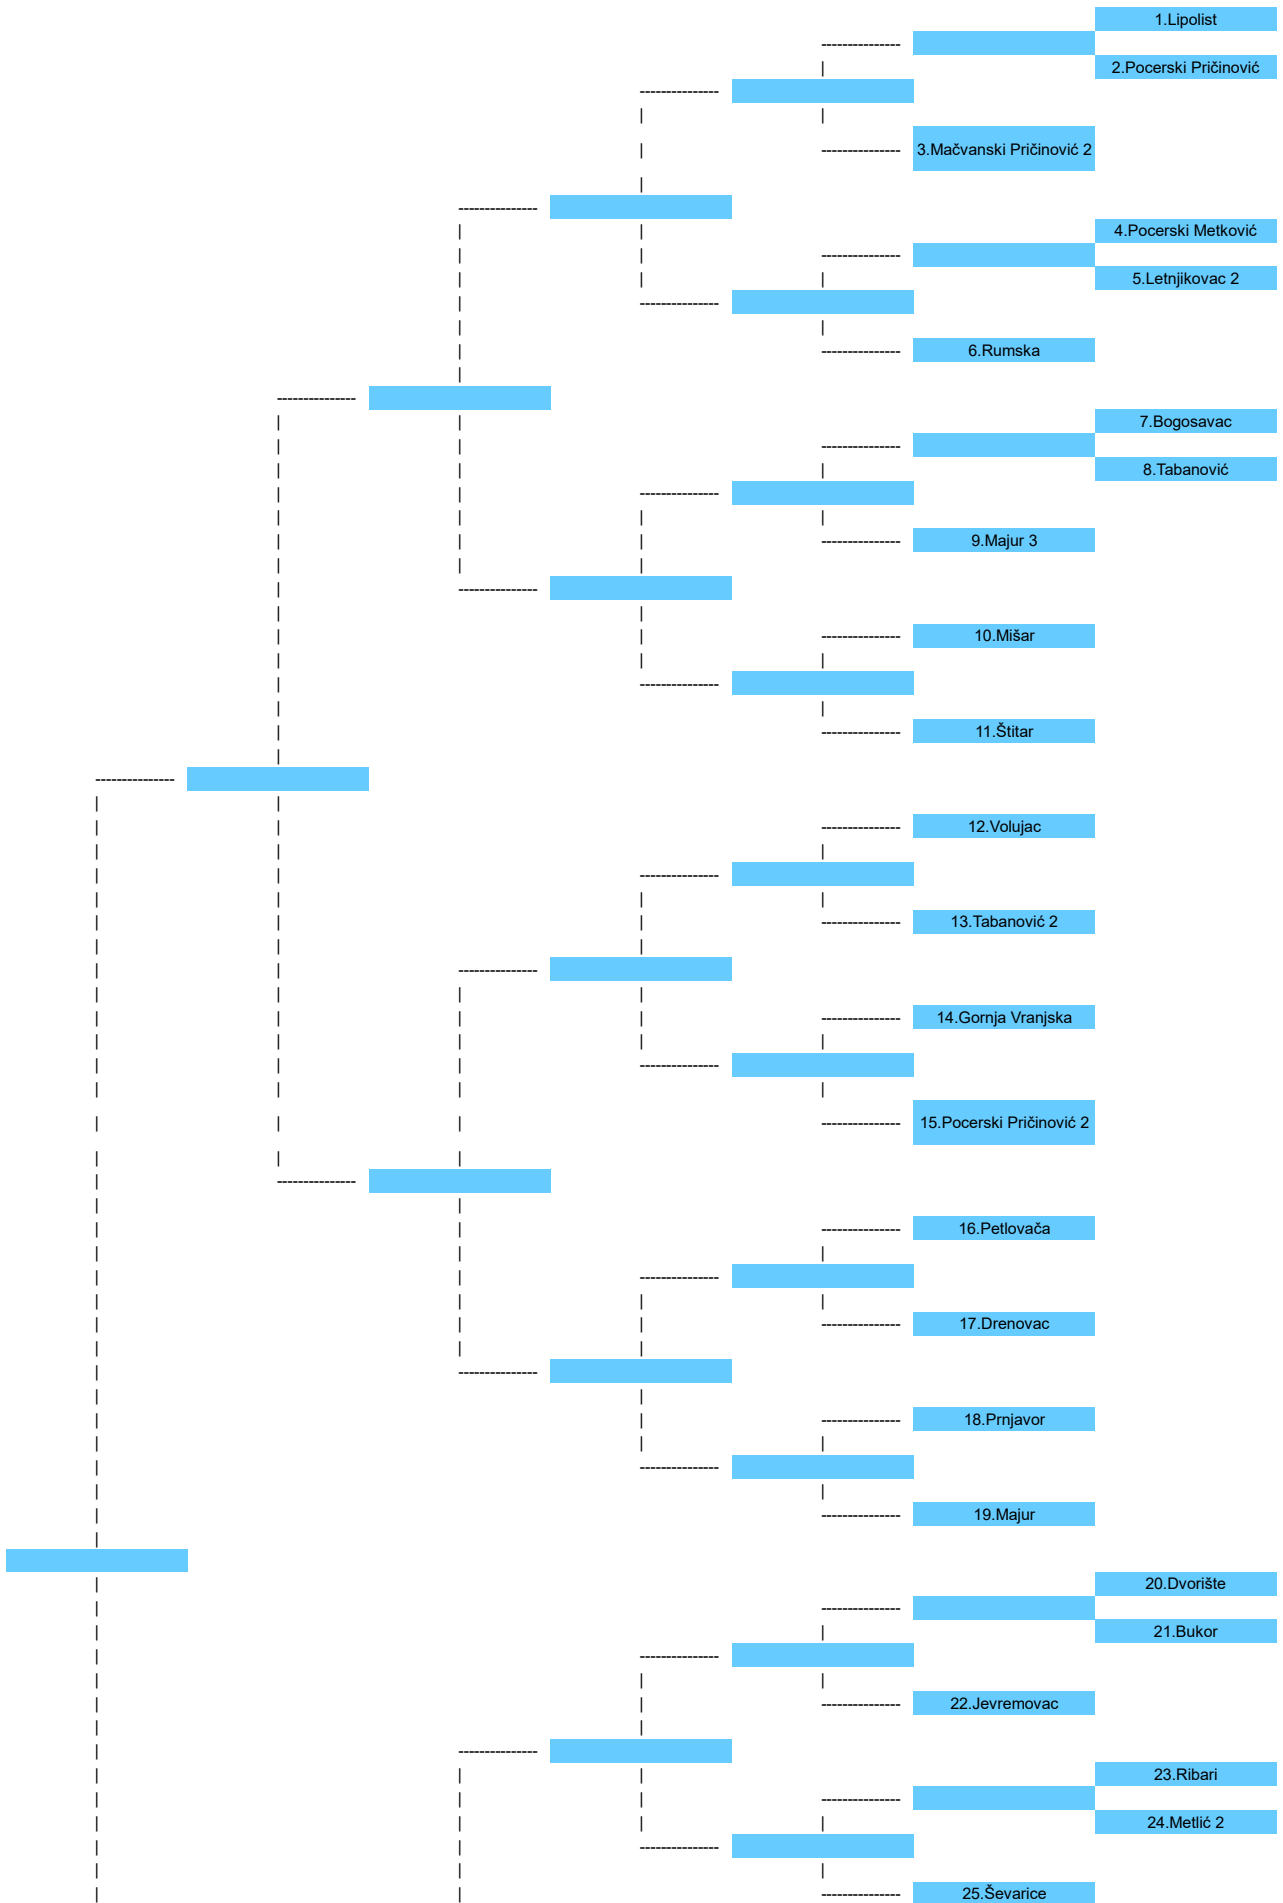 1.Lipolist
2.Pocerski Pričinović
3.Mačvanski Pričinović 2
4.Pocerski Metković
5.Letnjikovac 2
6.Rumska
7.Bogosavac
8.Tabanović
9.Majur 3
10.Mišar
11.Štitar
12.Volujac
13.Tabanović 2
14.Gornja Vranjska
15.Pocerski Pričinović 2
16.Petlovača
17.Drenovac
18.Prnjavor
19.Majur
20.Dvorište
21.Bukor
22.Jevremovac
23.Ribari
24.Metlić 2
25.Ševarice